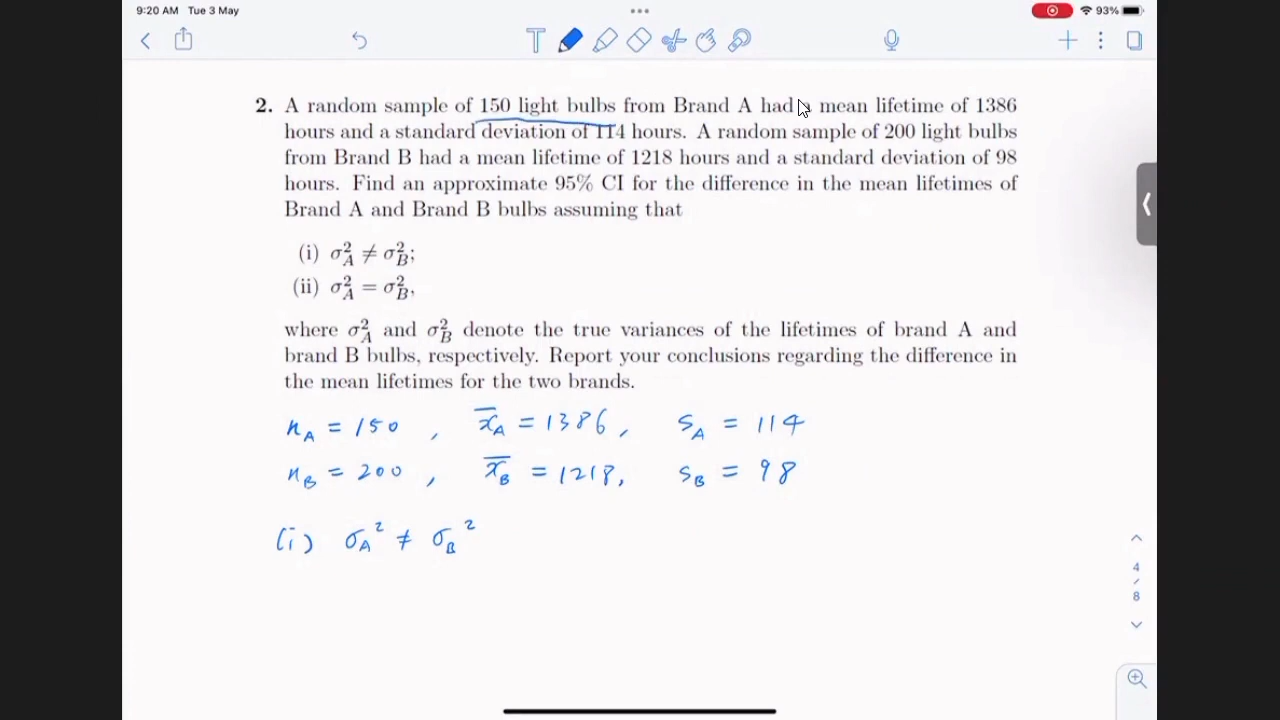 9:20 AM Tue 3 May
93%
T
2. A random sample of 150 light bulbs from Brand A had a mean lifetime of 1386
hours and a standard deviation of 114 hours. A random sample of 200 light bulbs
from Brand B had a mean lifetime of 1218 hours and a standard deviation of 98
hours. Find an approximate 95% CI for the difference in the mean lifetimes of
Brand A and Brand B bulbs assuming that
(i) σ²_A ≠ σ²_B;
(ii) σ²_A = σ²_B,
where σ²_A and σ²_B denote the true variances of the lifetimes of brand A and
brand B bulbs, respectively. Report your conclusions regarding the difference in
the mean lifetimes for the two brands.
n_A = 150 , x̄_A = 1386, s_A = 114
n_B = 200 , x̄_B = 1218, s_B = 98
(i) σ_A² ≠ σ_B²
4
/
8